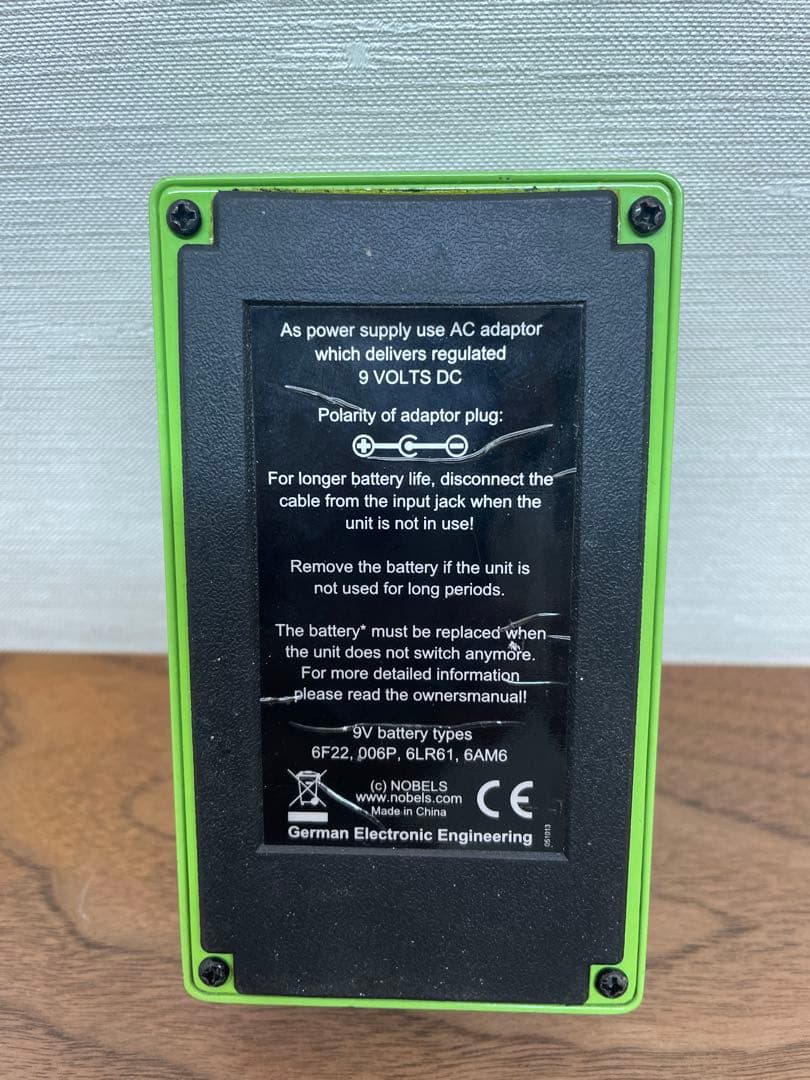 As power supply use AC adaptor
which delivers regulated
9 VOLTS DC
Polarity of adaptor plug:
For longer battery life, disconnect the
cable from the input jack when the
unit is not in use!
Remove the battery if the unit is
not used for long periods.
The battery* must be replaced when
the unit does not switch anymore.
For more detailed information
please read the ownersmanual!
9V battery types
6F22, 006P, 6LR61, 6AM6
(c) NOBELS
www.nobels.com
Made in China
CE
German Electronic Engineering
051013